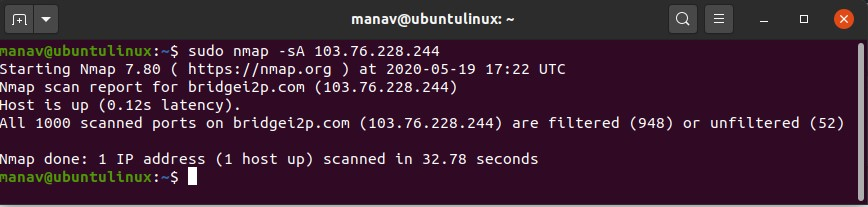 manav@ubuntulinux: ~
manav@ubuntulinux:~$ sudo nmap -sA 103.76.228.244
Starting Nmap 7.80 ( https://nmap.org ) at 2020-05-19 17:22 UTC
Nmap scan report for bridgei2p.com (103.76.228.244)
Host is up (0.12s latency).
All 1000 scanned ports on bridgei2p.com (103.76.228.244) are filtered (948) or unfiltered (52)
Nmap done: 1 IP address (1 host up) scanned in 32.78 seconds
manav@ubuntulinux:~$